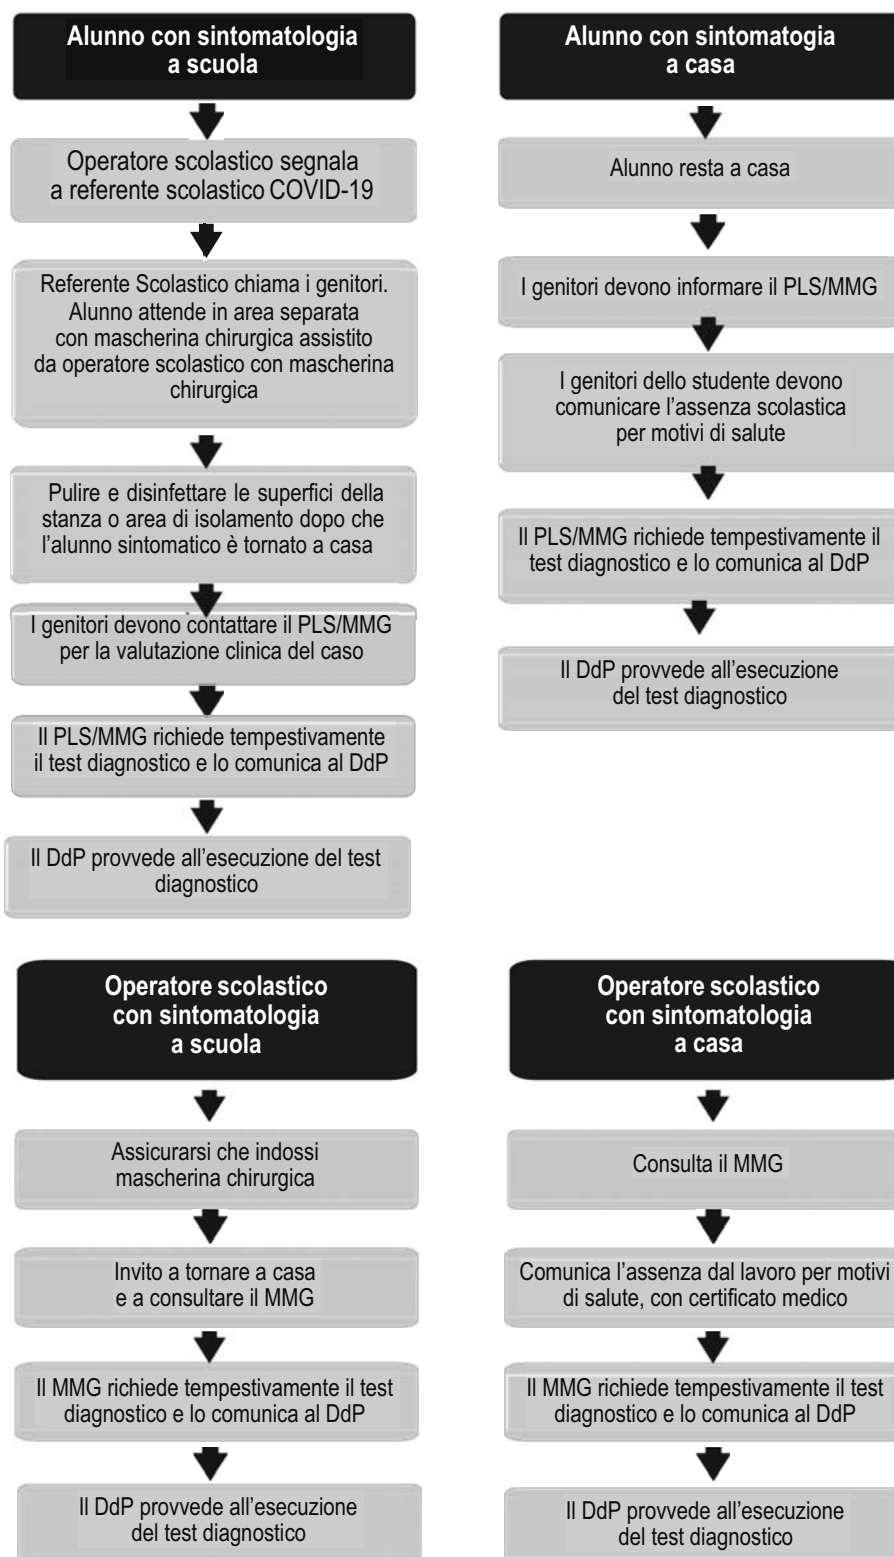 Alunno con sintomatologia
a scuola
Operatore scolastico segnala
a referente scolastico COVID-19
Referente Scolastico chiama i genitori.
Alunno attende in area separata
con mascherina chirurgica assistito
da operatore scolastico con mascherina
chirurgica
Pulire e disinfettare le superfici della
stanza o area di isolamento dopo che
l'alunno sintomatico è tornato a casa
I genitori devono contattare il PLS/MMG
per la valutazione clinica del caso
Il PLS/MMG richiede tempestivamente
il test diagnostico e lo comunica al DdP
Il DdP provvede all'esecuzione del test
diagnostico
Alunno con sintomatogia
a casa
Alunno resta a casa
I genitori devono informare il PLS/MMG
I genitori dello studente devono
comunicare l'assenza scolastica
per motivi di salute
Il PLS/MMG richiede tempestivamente il
test diagnostico e lo comunica al DdP
Il DdP provvede all'esecuzione
del test diagnostico
Operatore scolastico
con sintomatologia
a scuola
Assicurarsi che indossi
mascherina chirurgica
Invito a tornare a casa
e a consultare il MMG
Il MMG richiede tempestivamente il test
diagnostico e lo comunica al DdP
Il DdP provvede all'esecuzione
del test diagnostico
Operatore scolastico
con sintomatologia
a casa
Consulta il MMG
Comunica l'assenza dal lavoro per motivi
di salute, con certificato medico
Il MMG richiede tempestivamente il test
diagnostico e lo comunica al DdP
Il DdP provvede all'esecuzione
del test diagnostico